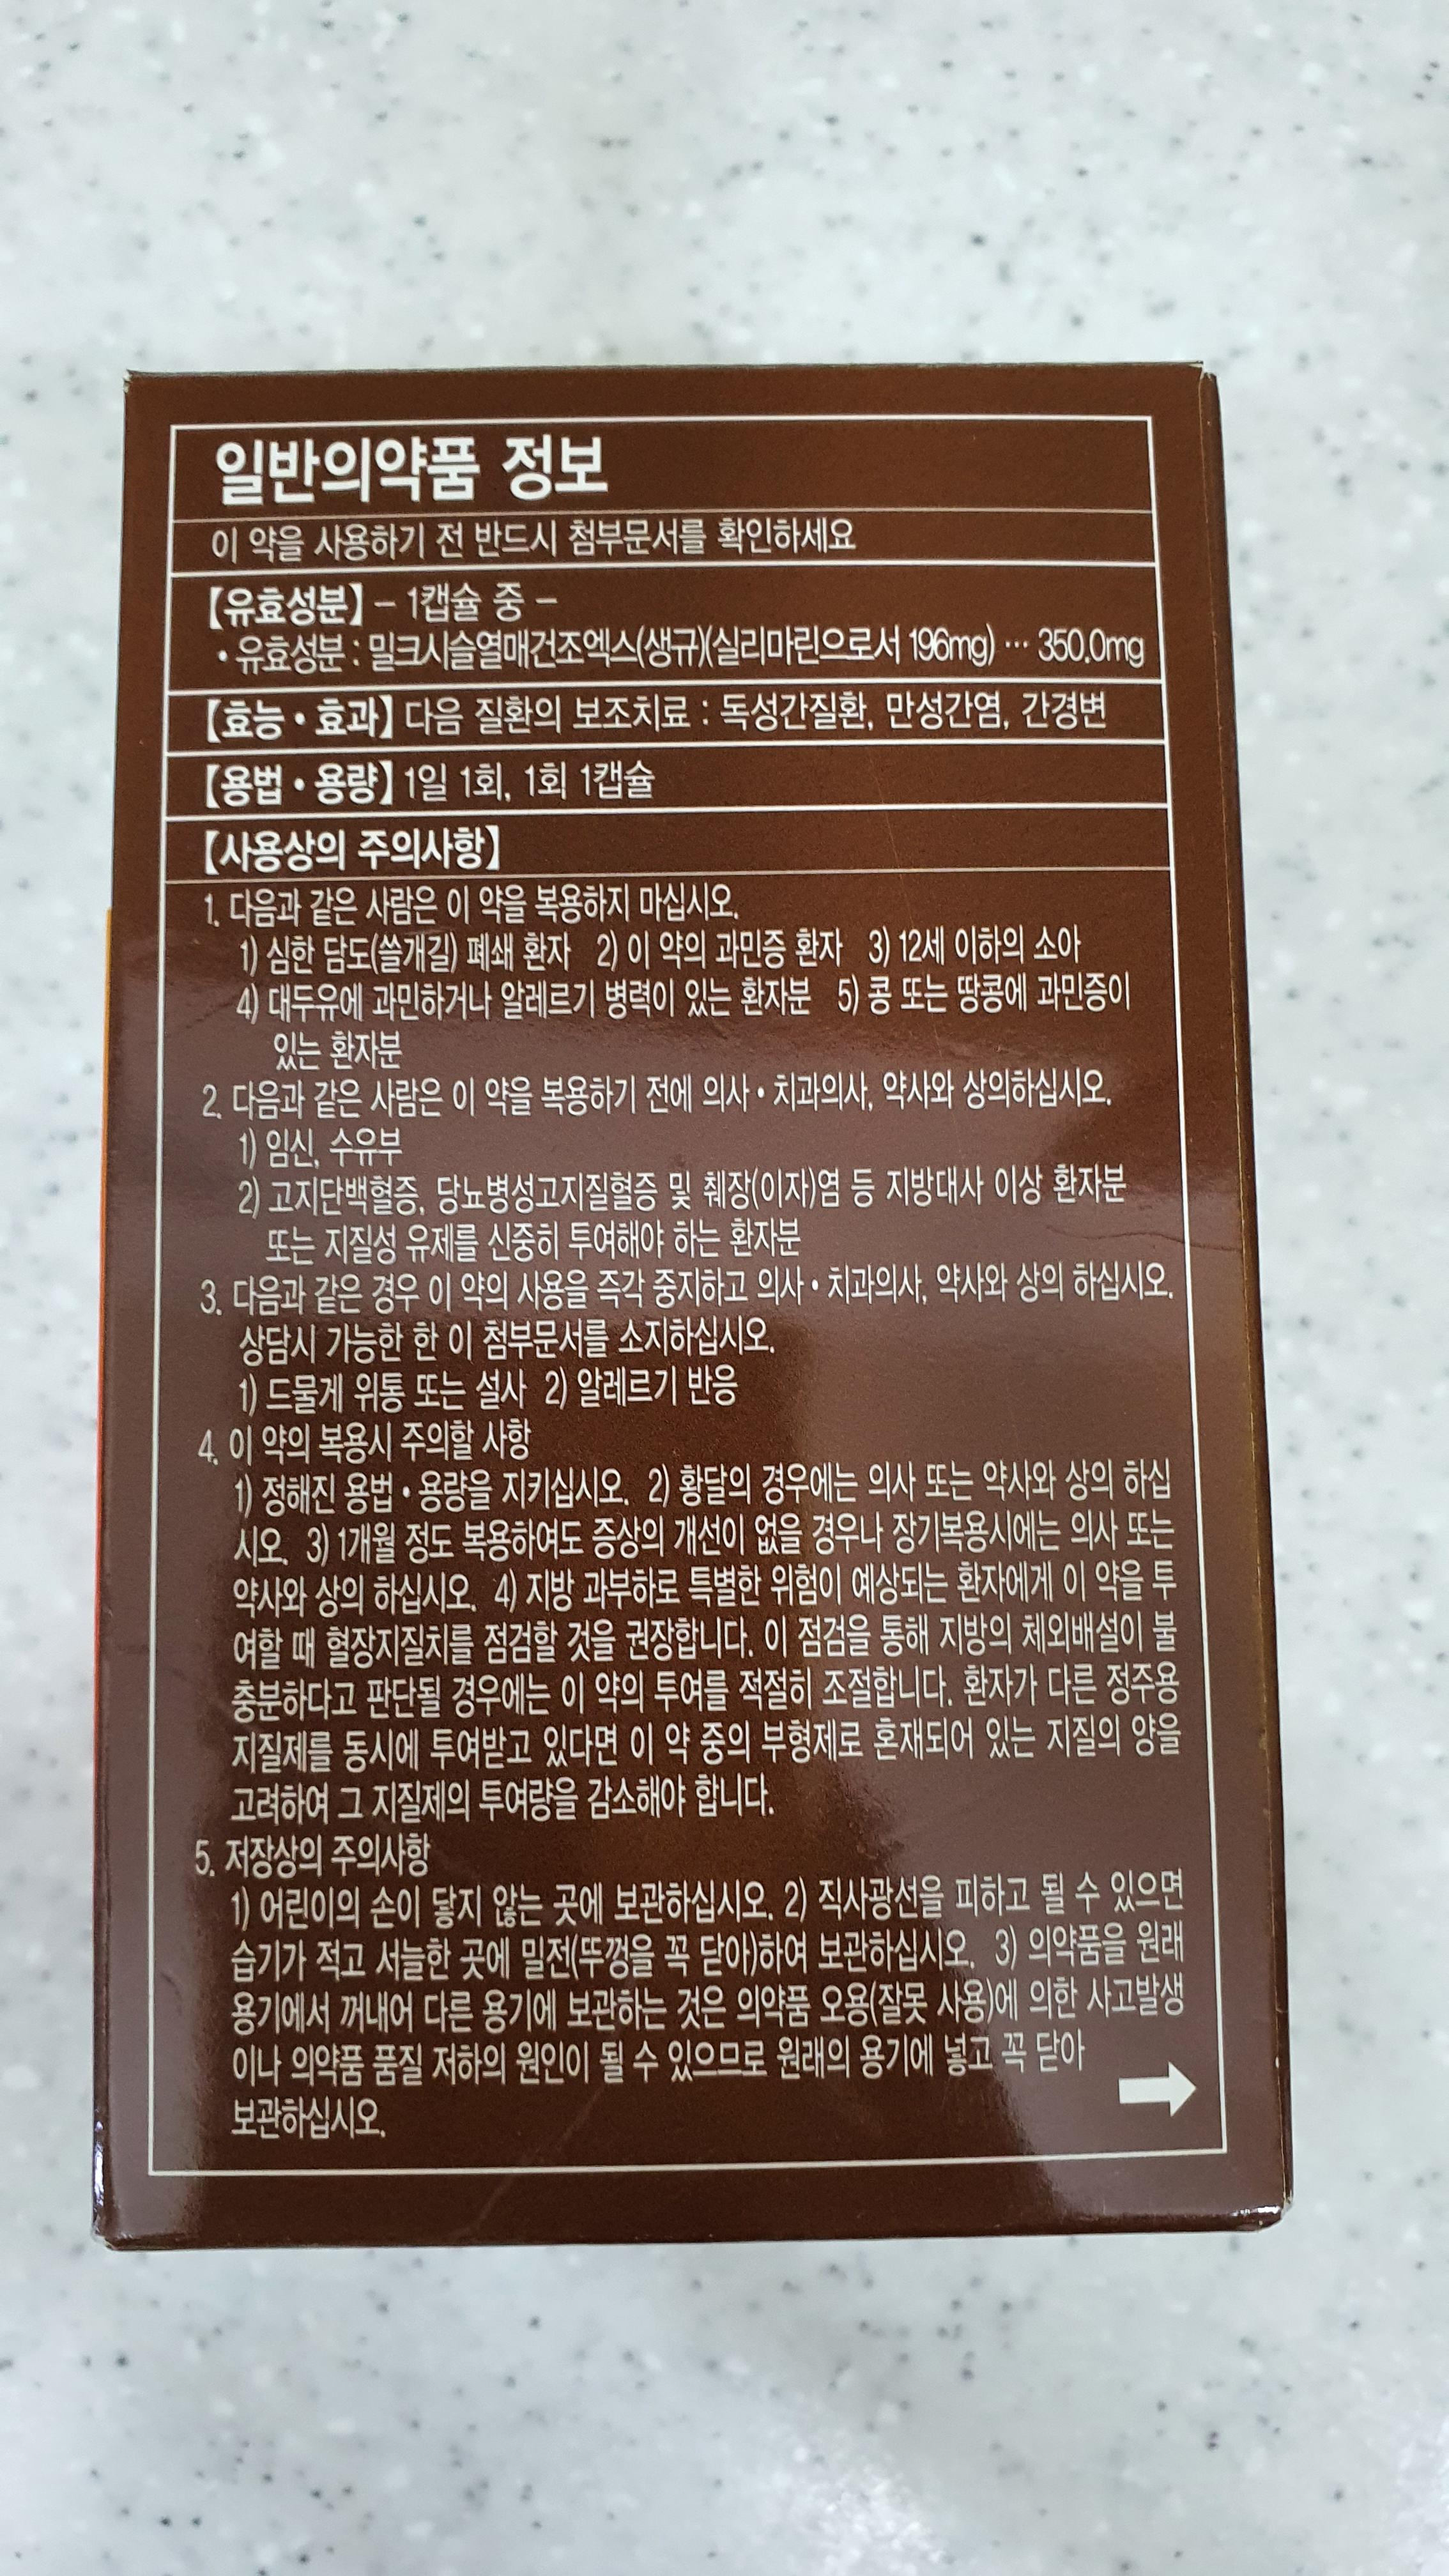 일반의약품 정보
이 약을 사용하기 전 반드시 첨부문서를 확인하세요
【유효성분】 - 1캡슐 중 -
• 유효성분 : 밀크시슬열매건조엑스(생규)(실리마린으로서 196mg) ··· 350.0mg
【효능 • 효과】 다음 질환의 보조치료 : 독성간질환, 만성간염, 간경변
【용법 • 용량】 1일 1회, 1회 1캡슐
【사용상의 주의사항】
1. 다음과 같은 사람은 이 약을 복용하지 마십시오.
1) 심한 담도(쓸개길) 폐쇄 환자 2) 이 약의 과민증 환자 3) 12세 이하의 소아
4) 대두유에 과민하거나 알레르기 병력이 있는 환자분 5) 콩 또는 땅콩에 과민증이
있는 환자분
2. 다음과 같은 사람은 이 약을 복용하기 전에 의사 • 치과의사, 약사와 상의하십시오.
1) 임신, 수유부
2) 고지단백혈증, 당뇨병성고지질혈증 및 췌장(이자)염 등 지방대사 이상 환자분
또는 지질성 유제를 신중히 투여해야 하는 환자분
3. 다음과 같은 경우 이 약의 사용을 즉각 중지하고 의사 • 치과의사, 약사와 상의 하십시오.
상담시 가능한 한 이 첨부문서를 소지하십시오.
1) 드물게 위통 또는 설사 2) 알레르기 반응
4. 이 약의 복용시 주의할 사항
1) 정해진 용법 • 용량을 지키십시오. 2) 황달의 경우에는 의사 또는 약사와 상의 하십
시오. 3) 1개월 정도 복용하여도 증상의 개선이 없을 경우나 장기복용시에는 의사 또는
약사와 상의 하십시오. 4) 지방 과부하로 특별한 위험이 예상되는 환자에게 이 약을 투
여할 때 혈장지질치를 점검할 것을 권장합니다. 이 점검을 통해 지방의 체외배설이 불
충분하다고 판단될 경우에는 이 약의 투여를 적절히 조절합니다. 환자가 다른 정주용
지질제를 동시에 투여받고 있다면 이 약 중의 부형제로 혼재되어 있는 지질의 양을
고려하여 그 지질제의 투여량을 감소해야 합니다.
5. 저장상의 주의사항
1) 어린이의 손이 닿지 않는 곳에 보관하십시오. 2) 직사광선을 피하고 될 수 있으면
습기가 적고 서늘한 곳에 밀전(뚜껑을 꼭 닫아)하여 보관하십시오. 3) 의약품을 원래
용기에서 꺼내어 다른 용기에 보관하는 것은 의약품 오용(잘못 사용)에 의한 사고발생
이나 의약품 품질 저하의 원인이 될 수 있으므로 원래의 용기에 넣고 꼭 닫아
보관하십시오.